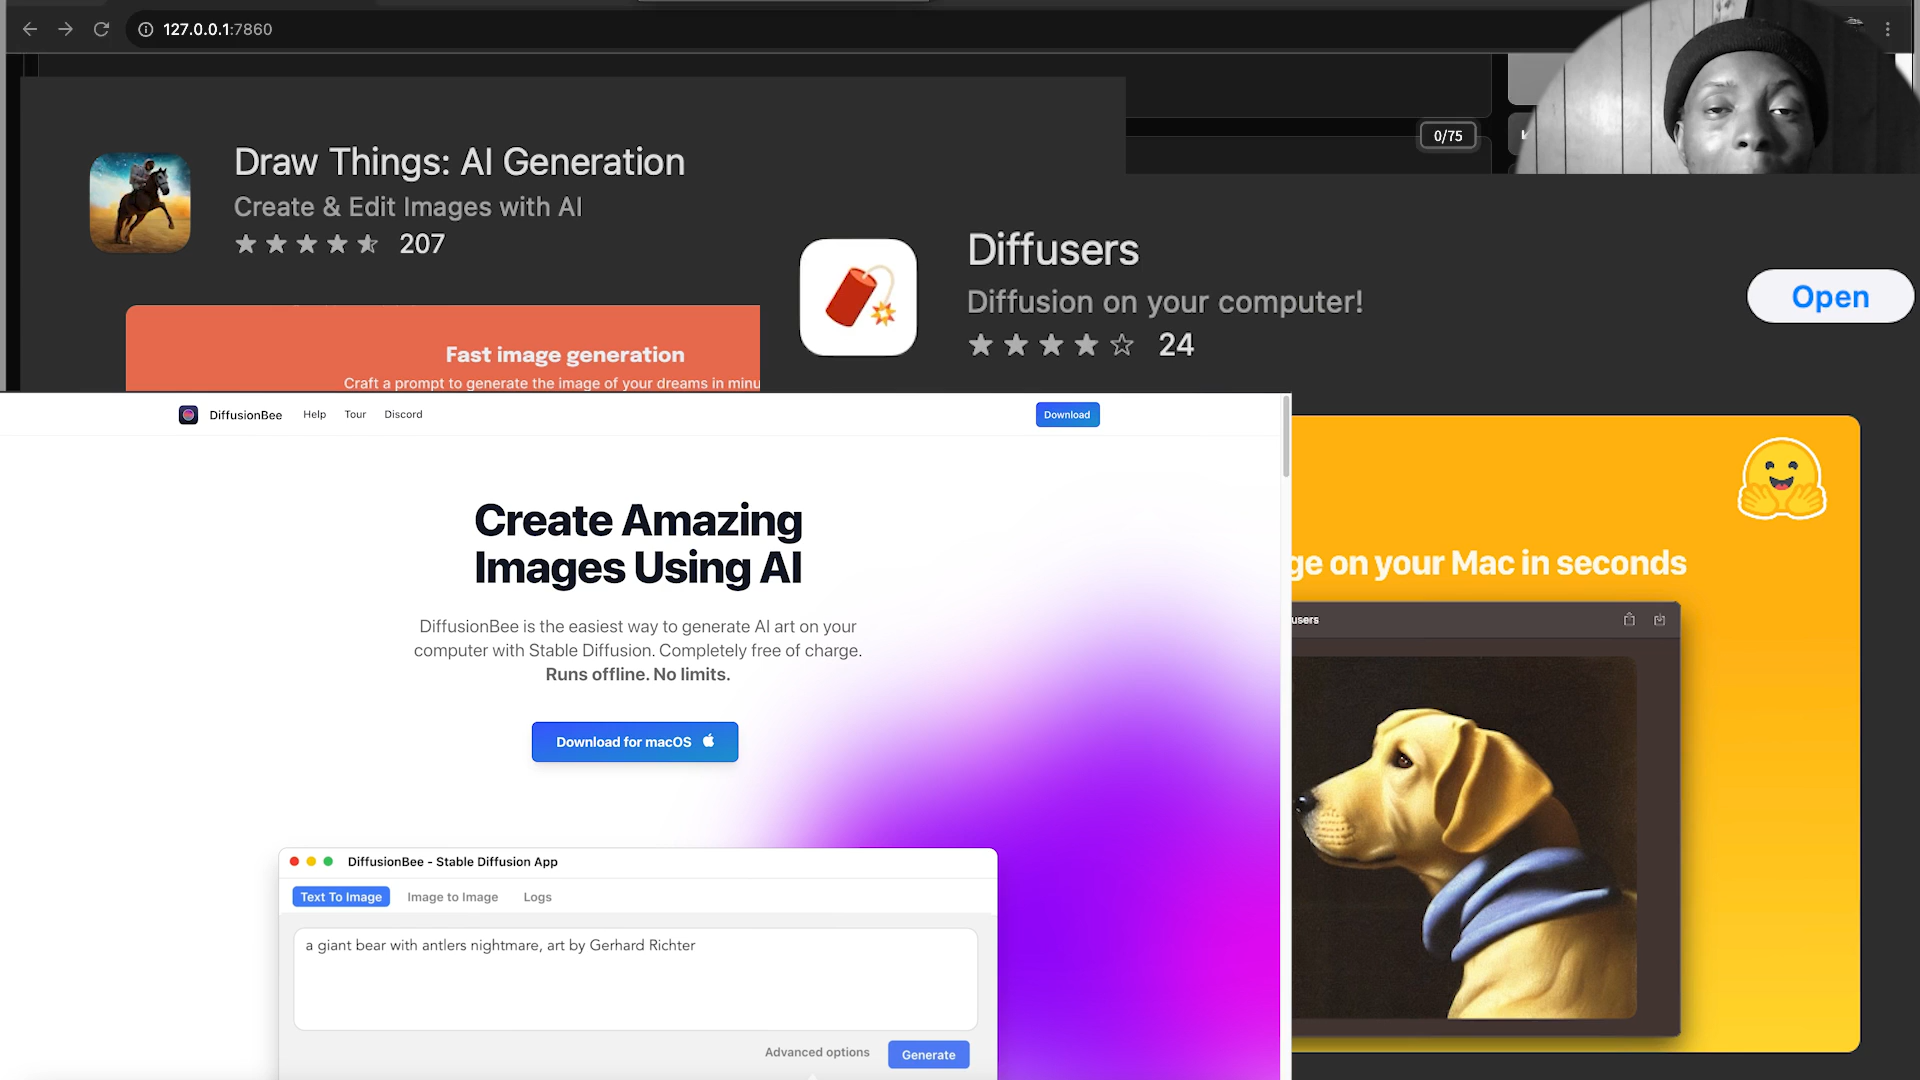 127.0.0.1:7860
0/75
Draw Things: AI Generation
Create & Edit Images with AI
207
Diffusers
Diffusion on your computer!
24
Open
Fast image generation
Craft a prompt to generate the image of your dreams in minu
DiffusionBee Help Tour Discord
Download
Create Amazing
Images Using AI
DiffusionBee is the easiest way to generate AI art on your
computer with Stable Diffusion. Completely free of charge.
Runs offline. No limits.
Download for macOS
DiffusionBee - Stable Diffusion App
Text To Image Image to Image Logs
a giant bear with antlers nightmare, art by Gerhard Richter
Advanced options Generate
ge on your Mac in seconds
users